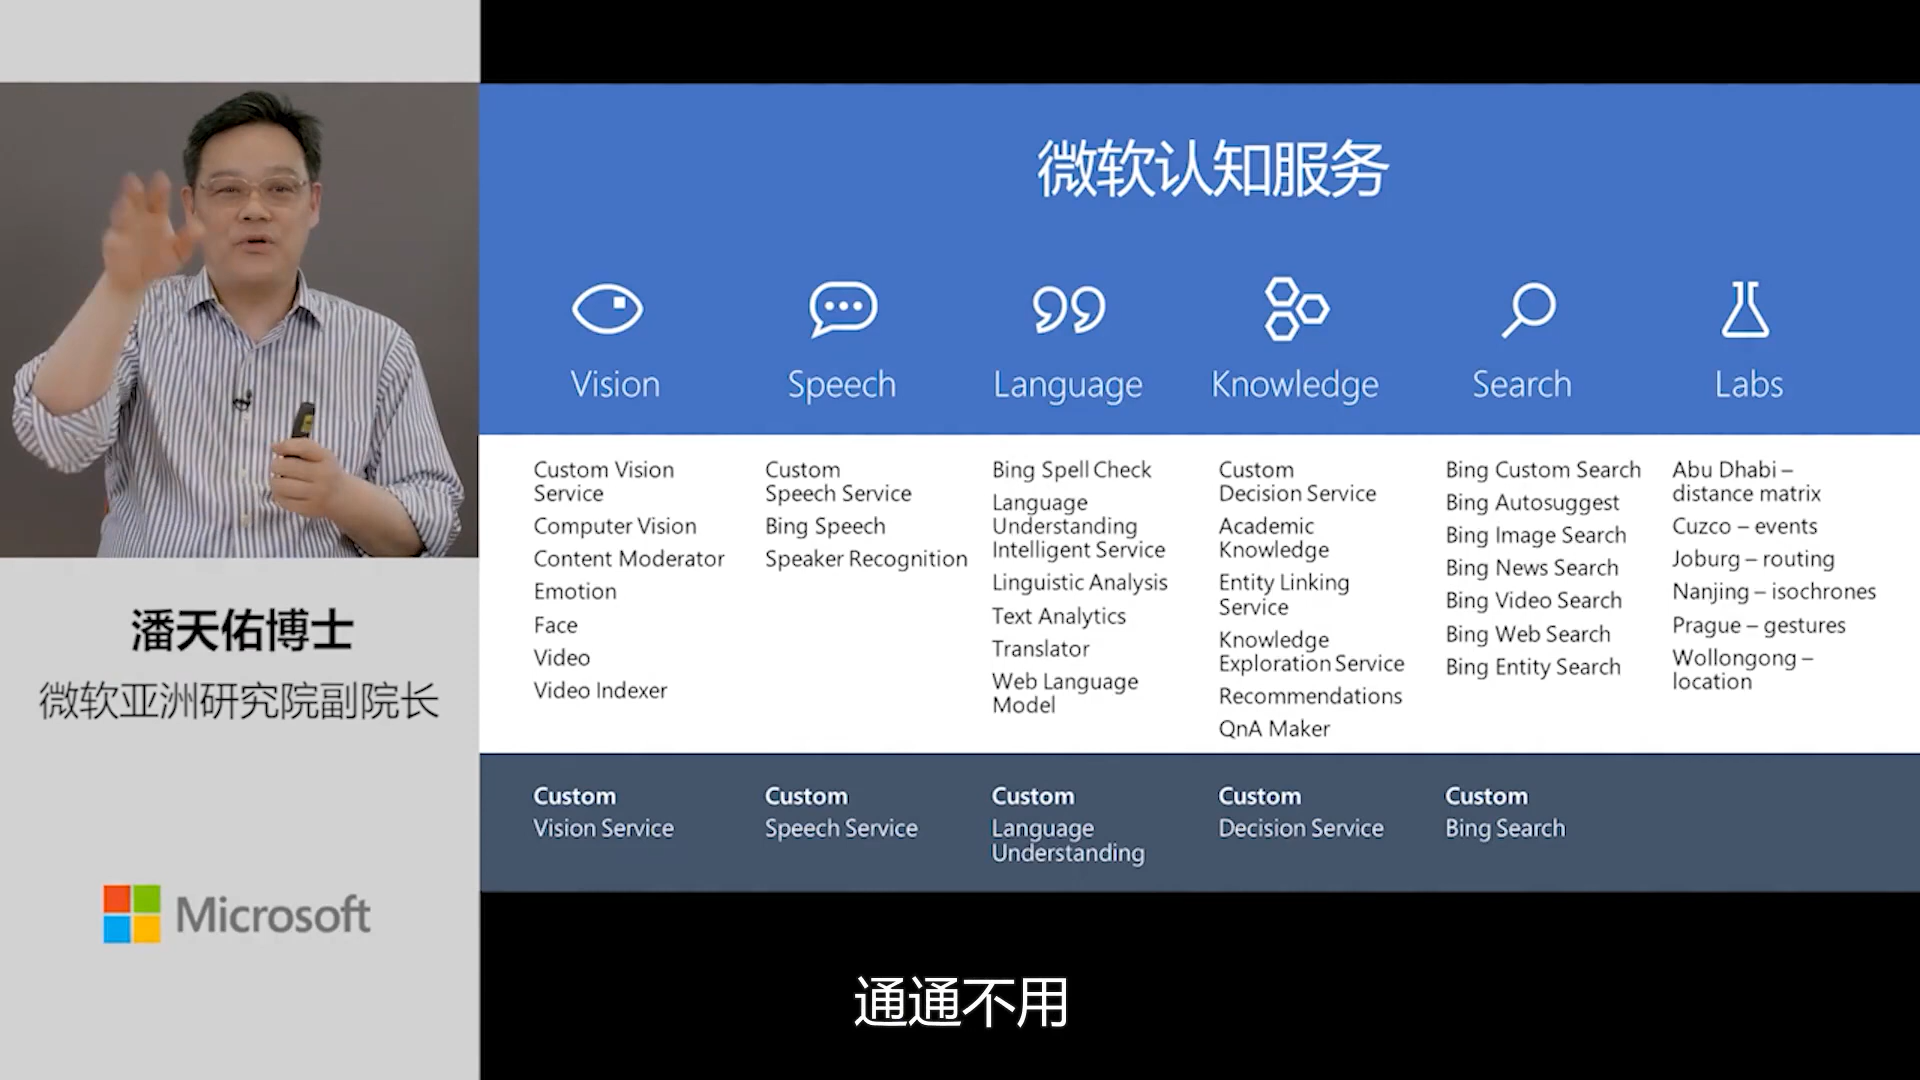 微软认知服务
Vision
Speech
Language
Knowledge
Search
Labs
Custom Vision
Service
Computer Vision
Content Moderator
Emotion
Face
Video
Video Indexer
Custom
Speech Service
Bing Speech
Speaker Recognition
Bing Spell Check
Language
Understanding
Intelligent Service
Linguistic Analysis
Text Analytics
Translator
Web Language
Model
Custom
Decision Service
Academic
Knowledge
Entity Linking
Service
Knowledge
Exploration Service
Recommendations
QnA Maker
Bing Custom Search
Bing Autosuggest
Bing Image Search
Bing News Search
Bing Video Search
Bing Web Search
Bing Entity Search
Abu Dhabi –
distance matrix
Cuzco – events
Joburg – routing
Nanjing – isochrones
Prague – gestures
Wollongong –
location
Custom
Vision Service
Custom
Speech Service
Custom
Language
Understanding
Custom
Decision Service
Custom
Bing Search
潘天佑博士
微软亚洲研究院副院长
Microsoft
通通不用